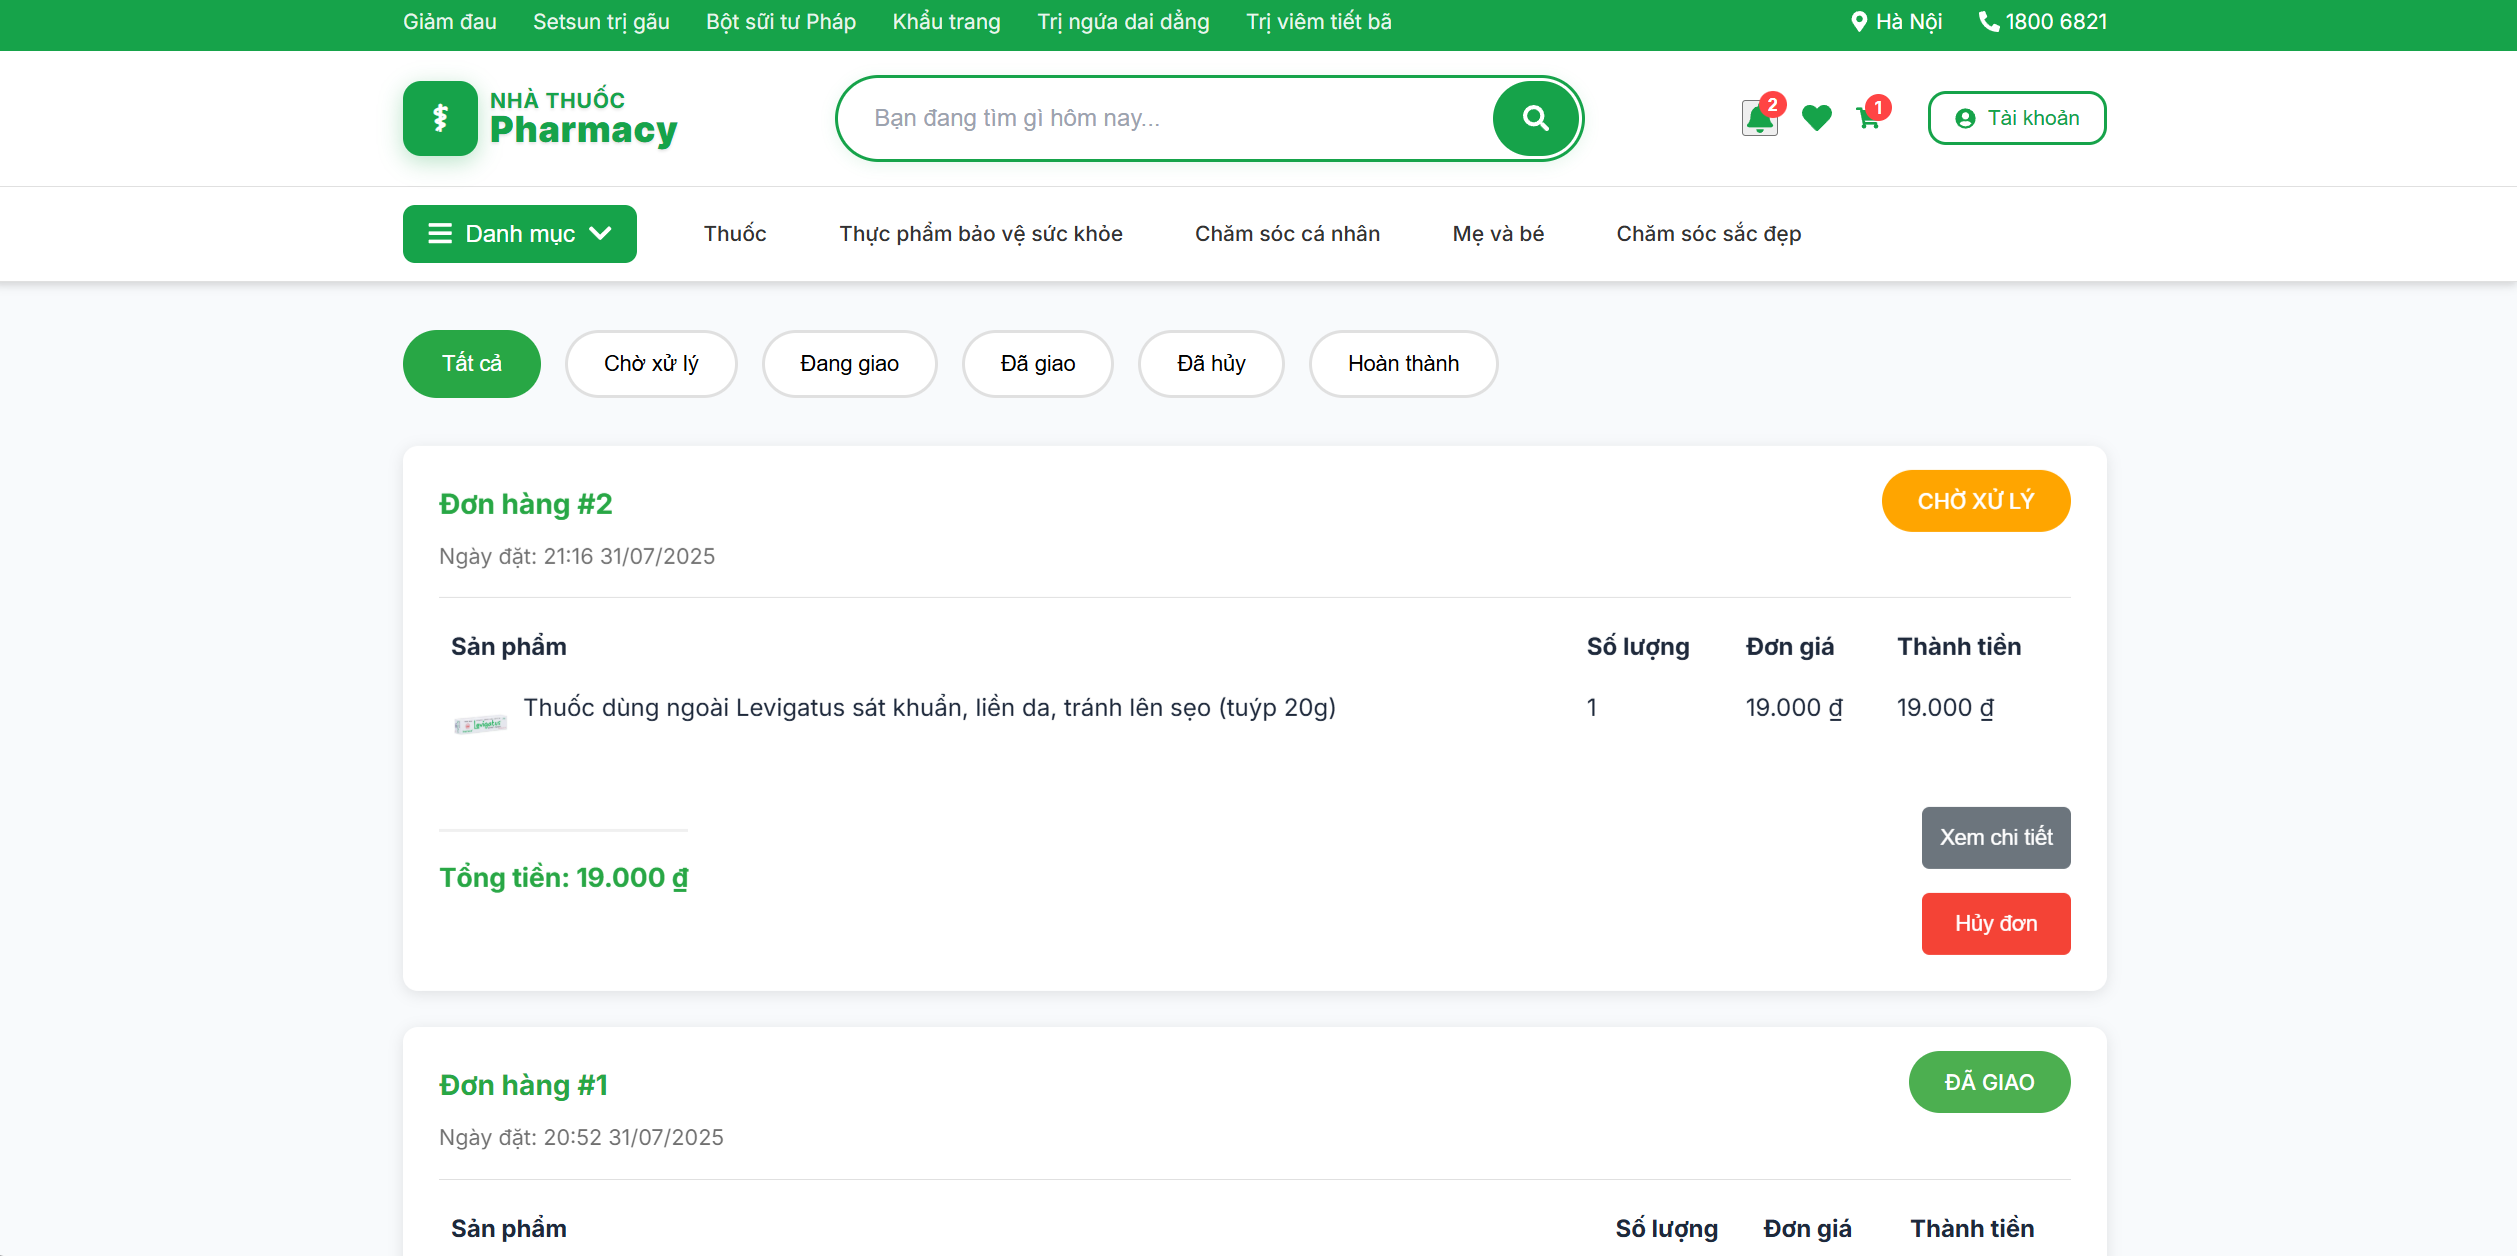 Giảm đau Setsun trị gãu Bột sữi tư Pháp Khẩu trang Trị ngứa dai dẳng Trị viêm tiết bã Hà Nội 1800 6821
NHÀ THUỐC
Pharmacy
Bạn đang tìm gì hôm nay...
2
1
Tài khoản
Danh mục Thuốc Thực phẩm bảo vệ sức khỏe Chăm sóc cá nhân Mẹ và bé Chăm sóc sắc đẹp
Tất cả Chờ xử lý Đang giao Đã giao Đã hủy Hoàn thành
Đơn hàng #2
CHỜ XỬ LÝ
Ngày đặt: 21:16 31/07/2025
Sản phẩm Số lượng Đơn giá Thành tiền
Levigatus
Thuốc dùng ngoài Levigatus sát khuẩn, liền da, tránh lên sẹo (tuýp 20g) 1 19.000 ₫ 19.000 ₫
Xem chi tiết
Tổng tiền: 19.000 ₫
Hủy đơn
Đơn hàng #1
ĐÃ GIAO
Ngày đặt: 20:52 31/07/2025
Sản phẩm Số lượng Đơn giá Thành tiền